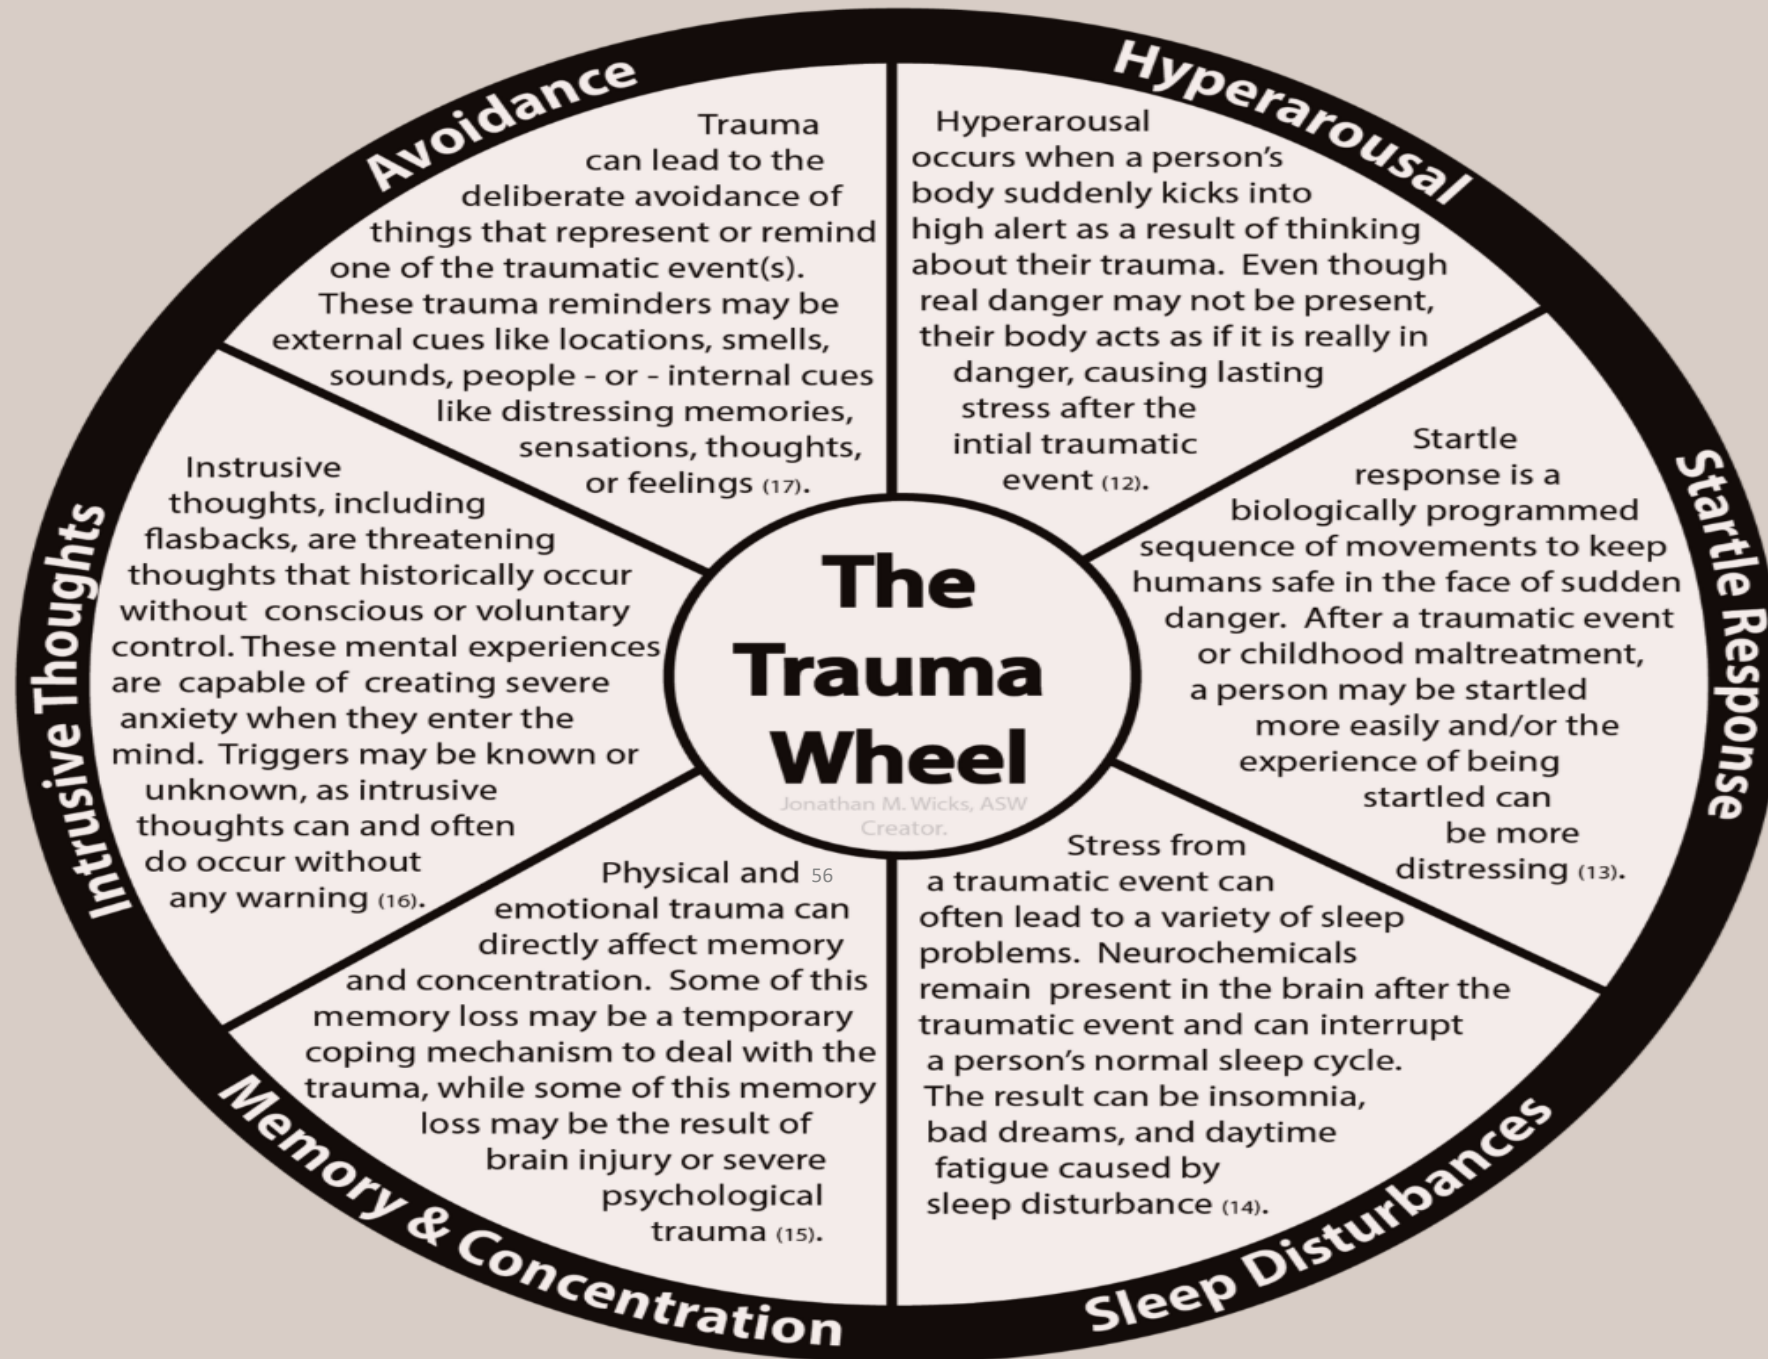 Avoidance
Trauma
can lead to the
deliberate avoidance of
things that represent or remind
one of the traumatic event(s).
These trauma reminders may be
external cues like locations, smells,
sounds, people - or - internal cues
like distressing memories,
sensations, thoughts,
or feelings (17).
Hyperarousal
Hyperarousal
occurs when a person's
body suddenly kicks into
high alert as a result of thinking
about their trauma. Even though
real danger may not be present,
their body acts as if it is really in
danger, causing lasting
stress after the
intial traumatic
event (12).
Startle Response
Startle
response is a
biologically programmed
sequence of movements to keep
humans safe in the face of sudden
danger. After a traumatic event
or childhood maltreatment,
a person may be startled
more easily and/or the
experience of being
startled can
be more
distressing (13).
Sleep Disturbances
Stress from
a traumatic event can
often lead to a variety of sleep
problems. Neurochemicals
remain present in the brain after the
traumatic event and can interrupt
a person's normal sleep cycle.
The result can be insomnia,
bad dreams, and daytime
fatigue caused by
sleep disturbance (14).
Memory & Concentration
Physical and 56
emotional trauma can
directly affect memory
and concentration. Some of this
memory loss may be a temporary
coping mechanism to deal with the
trauma, while some of this memory
loss may be the result of
brain injury or severe
psychological
trauma (15).
Intrusive Thoughts
Instrusive
thoughts, including
flasbacks, are threatening
thoughts that historically occur
without conscious or voluntary
control. These mental experiences
are capable of creating severe
anxiety when they enter the
mind. Triggers may be known or
unknown, as intrusive
thoughts can and often
do occur without
any warning (16).
The
Trauma
Wheel
Jonathan M. Wicks, ASW
Creator.